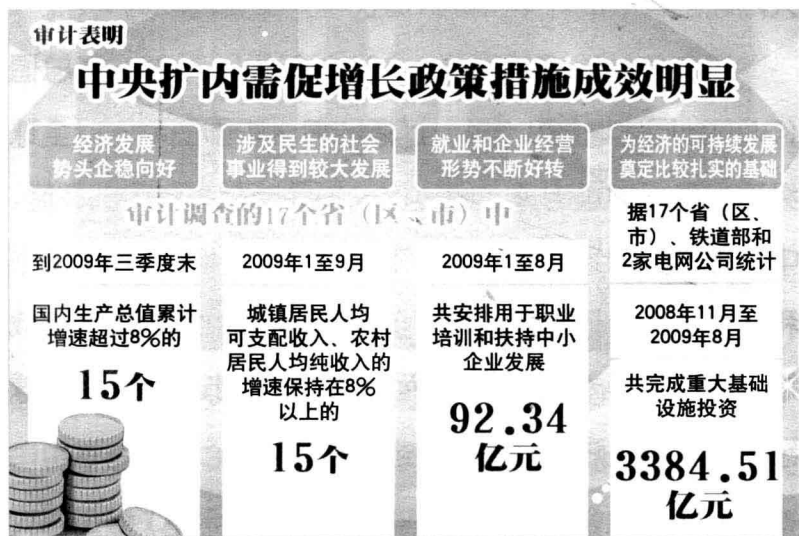 审计表明
中央扩内需促增长政策措施成效明显
经济发展
势头企稳向好
涉及民生的社会
事业得到较大发展
就业和企业经营
形势不断好转
为经济的可持续发展
奠定比较扎实的基础
审计调查的17个省（区、市）中
到2009年三季度末
国内生产总值累计
增速超过8%的
15个
2009年1至9月
城镇居民人均
可支配收入、农村
居民人均纯收入的
增速保持在8%
以上的
15个
2009年1至8月
共安排用于职业
培训和扶持中小
企业发展
92.34
亿元
据17个省（区、
市）、铁道部和
2家电网公司统计
2008年11月至
2009年8月
共完成重大基础
设施投资
3384.51
亿元